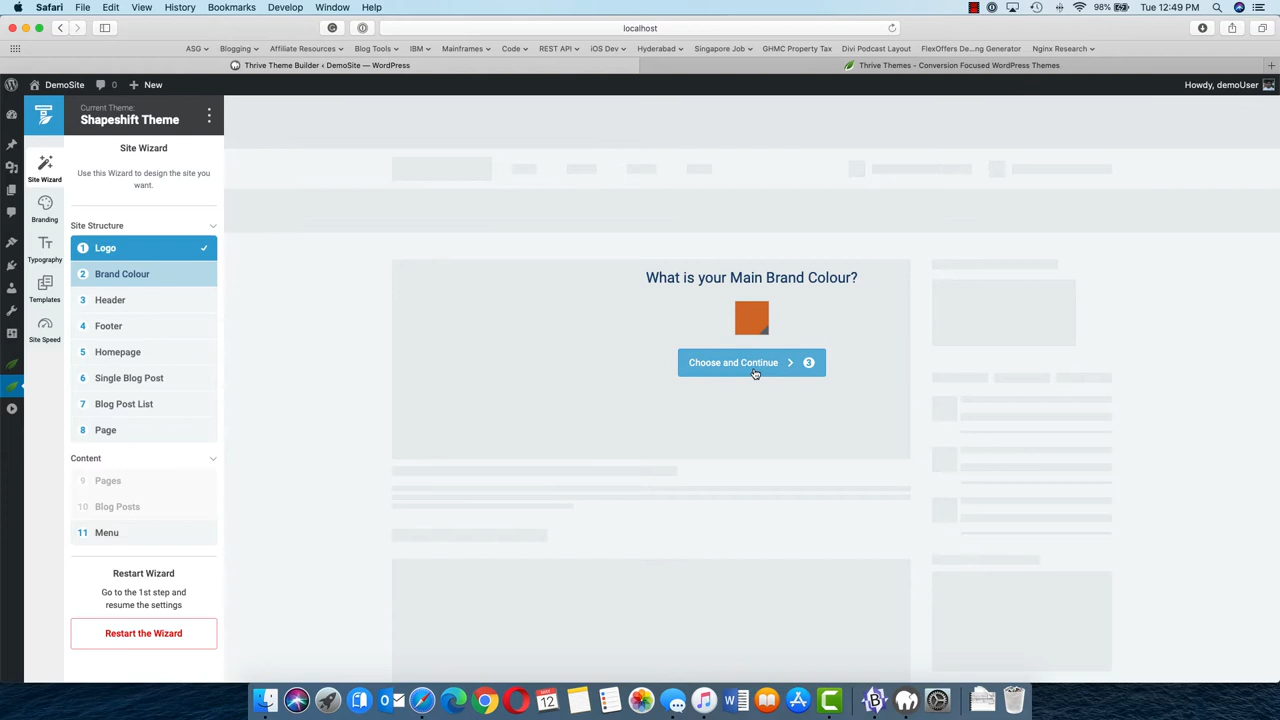 Safari File Edit View History Bookmarks Develop Window Help 98% Tue 12:49 PM
localhost
ASG Blogging Affiliate Resources Blog Tools IBM Mainframes Code REST API iOS Dev Hyderabad Singapore Job GHMC Property Tax Divi Podcast Layout FlexOffers De...ng Generator Nginx Research
Thrive Theme Builder ‹ DemoSite — WordPress Thrive Themes - Conversion Focused WordPress Themes
DemoSite 0 New Howdy, demoUser
Current Theme:
Shapeshift Theme
Site Wizard
Branding
Typography
Templates
Site Speed
Site Wizard
Use this Wizard to design the site you
want.
Site Structure
1 Logo
2 Brand Colour
3 Header
4 Footer
5 Homepage
6 Single Blog Post
7 Blog Post List
8 Page
Content
9 Pages
10 Blog Posts
11 Menu
Restart Wizard
Go to the 1st step and
resume the settings
Restart the Wizard
What is your Main Brand Colour?
Choose and Continue 3